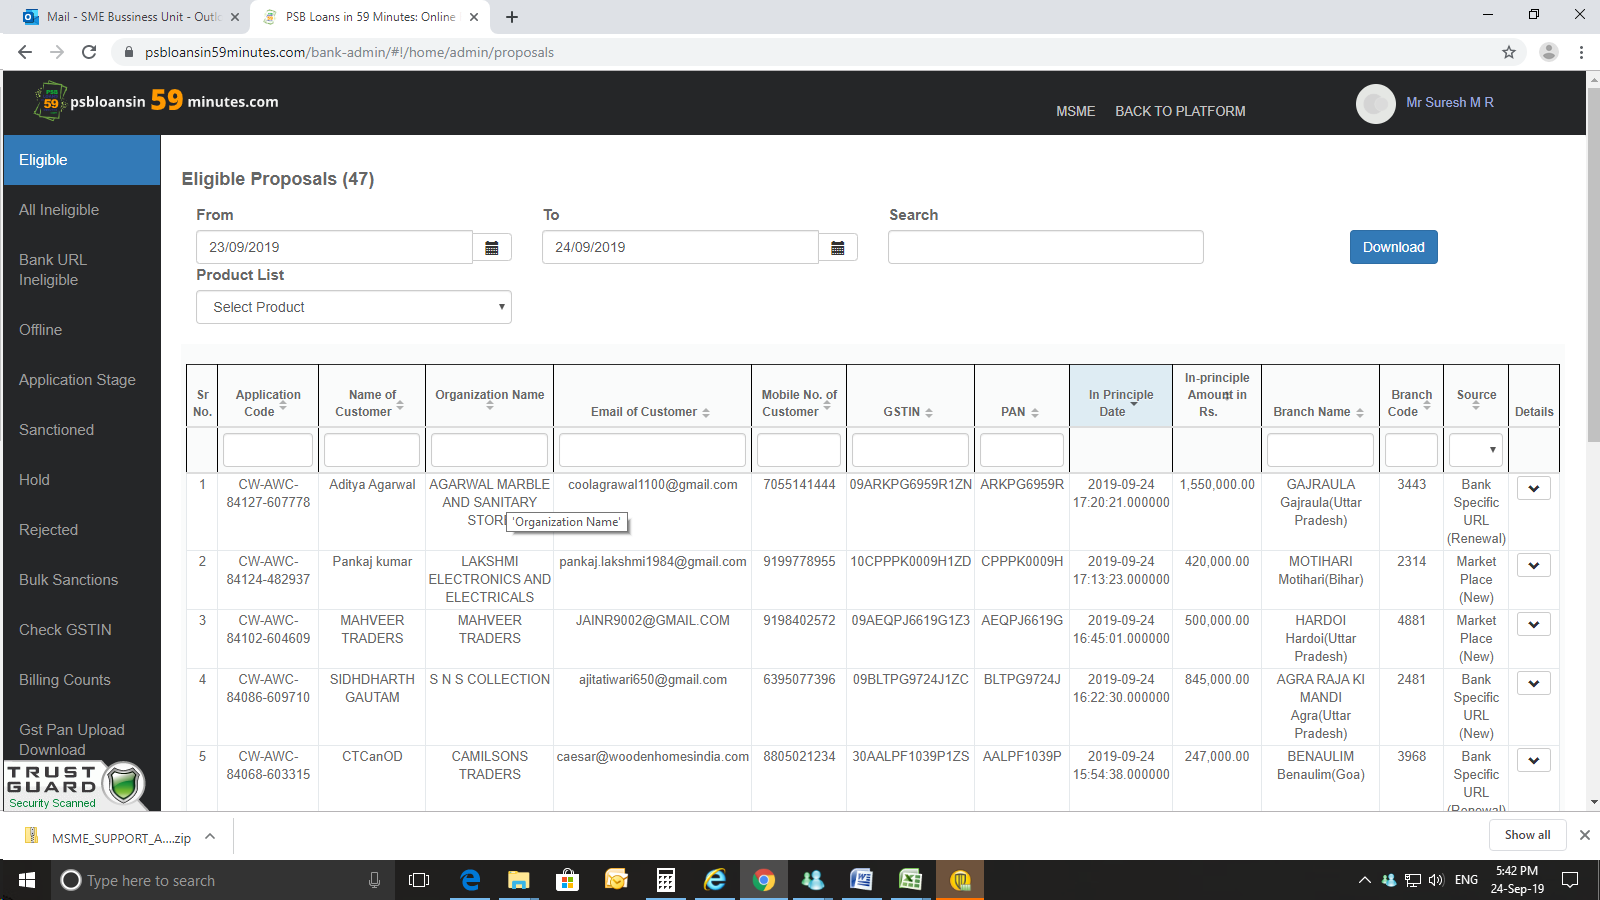 Mail - SME Bussiness Unit - Outl
PSB Loans in 59 Minutes: Online
psbloansin59minutes.com/bank-admin/#!/home/admin/proposals
PSB
59
psbloansin 59 minutes.com
MSME
BACK TO PLATFORM
Mr Suresh M R
Eligible
All Ineligible
Bank URL
Ineligible
Offline
Application Stage
Sanctioned
Hold
Rejected
Bulk Sanctions
Check GSTIN
Billing Counts
Gst Pan Upload
Download
TRUST
GUARD
Security Scanned
Eligible Proposals (47)
From
To
Search
23/09/2019
24/09/2019
Download
Product List
Select Product
Sr No. Application Code Name of Customer Organization Name Email of Customer Mobile No. of Customer GSTIN PAN In Principle Date In-principle Amount in Rs. Branch Name Branch Code Source Details
1 CW-AWC- Aditya Agarwal AGARWAL MARBLE coolagrawal1100@gmail.com 7055141444 09ARKPG6959R1ZN ARKPG6959R 2019-09-24 1,550,000.00 GAJRAULA 3443 Bank
84127-607778 AND SANITARY 17:20:21.000000 Gajraula(Uttar Specific
STOR 'Organization Name' Pradesh) URL
(Renewal)
2 CW-AWC- Pankaj kumar LAKSHMI pankaj.lakshmi1984@gmail.com 9199778955 10CPPPK0009H1ZD CPPPK0009H 2019-09-24 420,000.00 MOTIHARI 2314 Market
84124-482937 ELECTRONICS AND 17:13:23.000000 Motihari(Bihar) Place
ELECTRICALS (New)
3 CW-AWC- MAHVEER MAHVEER JAINR9002@GMAIL.COM 9198402572 09AEQPJ6619G1Z3 AEQPJ6619G 2019-09-24 500,000.00 HARDOI 4881 Market
84102-604609 TRADERS TRADERS 16:45:01.000000 Hardoi(Uttar Place
Pradesh) (New)
4 CW-AWC- SIDHDHARTH S N S COLLECTION ajitatiwari650@gmail.com 6395077396 09BLTPG9724J1ZC BLTPG9724J 2019-09-24 845,000.00 AGRA RAJA KI 2481 Bank
84086-609710 GAUTAM 16:22:30.000000 MANDI Specific
Agra(Uttar URL
Pradesh) (New)
5 CW-AWC- CTCanOD CAMILSONS caesar@woodenhomesindia.com 8805021234 30AALPF1039P1ZS AALPF1039P 2019-09-24 247,000.00 BENAULIM 3968 Bank
84068-603315 TRADERS 15:54:38.000000 Benaulim(Goa) Specific
URL
(Renewal)
MSME_SUPPORT_A....zip
Show all
Type here to search
ENG
5:42 PM
24-Sep-19